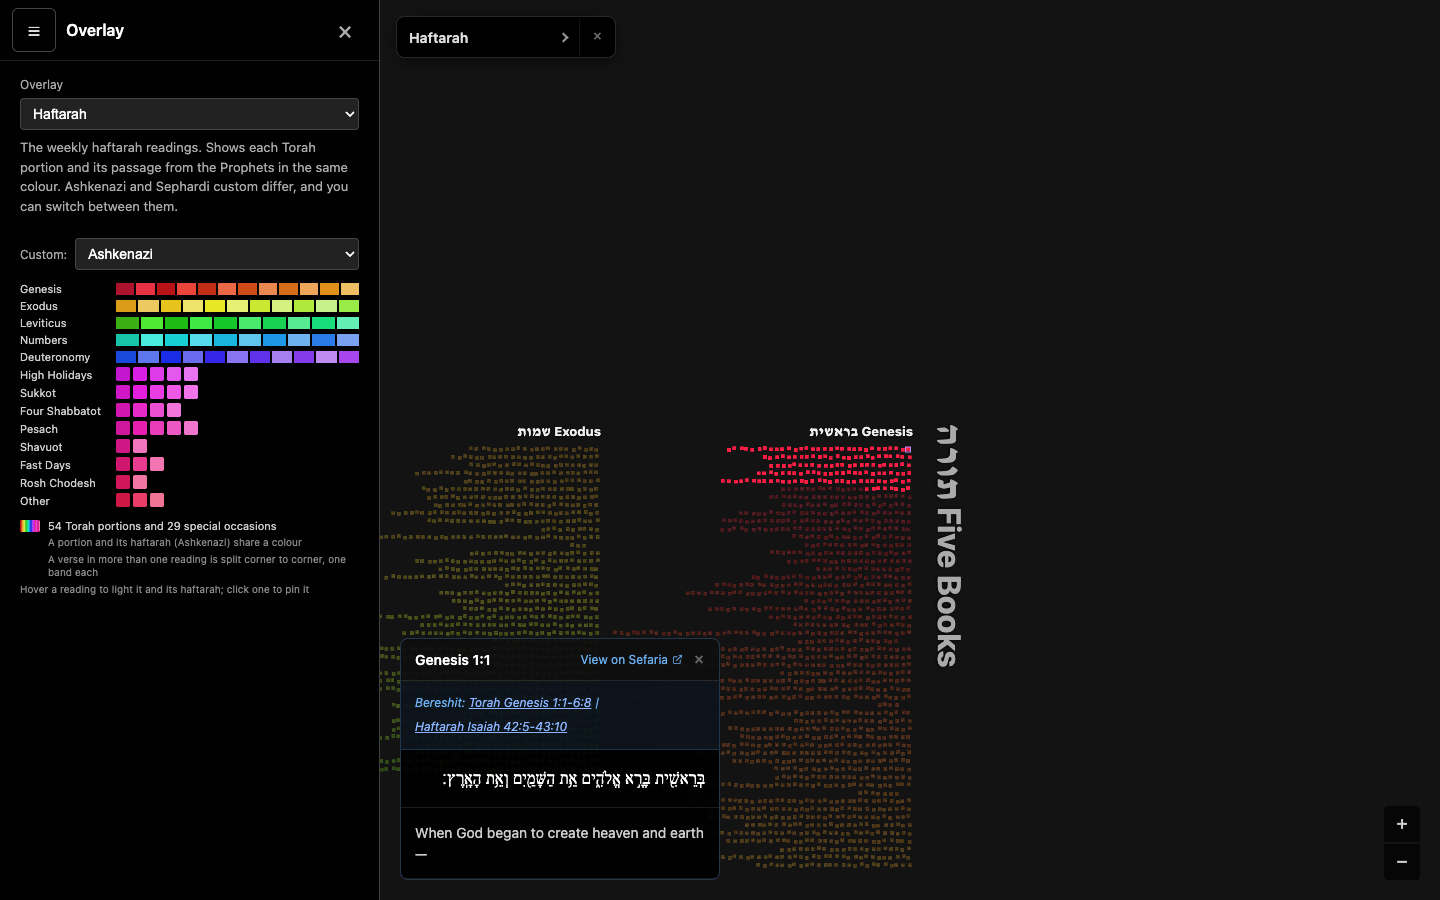 Overlay
Overlay
Haftarah
The weekly haftarah readings. Shows each Torah
portion and its passage from the Prophets in the same
colour. Ashkenazi and Sephardi custom differ, and you
can switch between them.
Custom: Ashkenazi
Genesis
Exodus
Leviticus
Numbers
Deuteronomy
High Holidays
Sukkot
Four Shabbatot
Pesach
Shavuot
Fast Days
Rosh Chodesh
Other
54 Torah portions and 29 special occasions
A portion and its haftarah (Ashkenazi) share a colour
A verse in more than one reading is split corner to corner, one
band each
Hover a reading to light it and its haftarah; click one to pin it
Haftarah
שמות Exodus
בראשית Genesis
תורה Five Books
Genesis 1:1 View on Sefaria
Bereshit: Torah Genesis 1:1-6:8 |
Haftarah Isaiah 42:5-43:10
בְּרֵאשִׁ֖ית בָּרָ֣א אֱלֹהִ֑ים אֵ֥ת הַשָּׁמַ֖יִם וְאֵ֥ת הָאָֽרֶץ׃
When God began to create heaven and earth
—